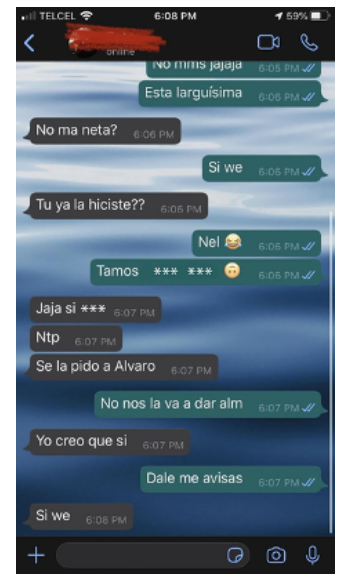 TELCEL 6:08 PM 59%
online
No mms jajaja 6:05 PM
Esta larguísima 6:06 PM
No ma neta? 6:06 PM
Si we 6:06 PM
Tu ya la hiciste?? 6:06 PM
Nel 😂 6:06 PM
Tamos *** *** 🙃 6:06 PM
Jaja si *** 6:07 PM
Ntp 6:07 PM
Se la pido a Alvaro 6:07 PM
No nos la va a dar alm 6:07 PM
Yo creo que si 6:07 PM
Dale me avisas 6:07 PM
Si we 6:08 PM